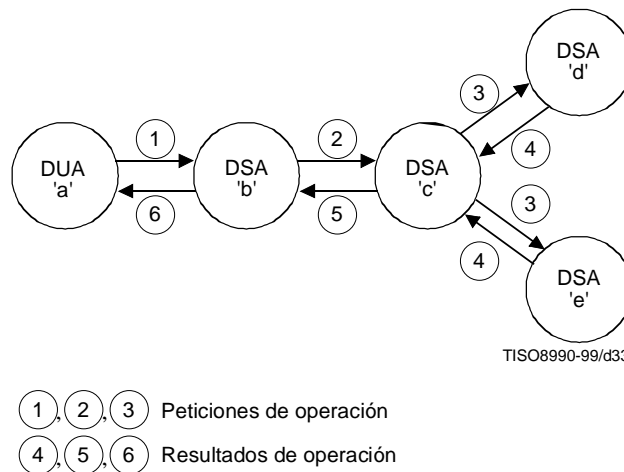 DSA
'd'
3
1
2
4
DUA
'a'
DSA
'b'
DSA
'c'
6
5
3
4
DSA
'e'
TISO8990-99/d33
1, 2, 3 Peticiones de operación
4, 5, 6 Resultados de operación